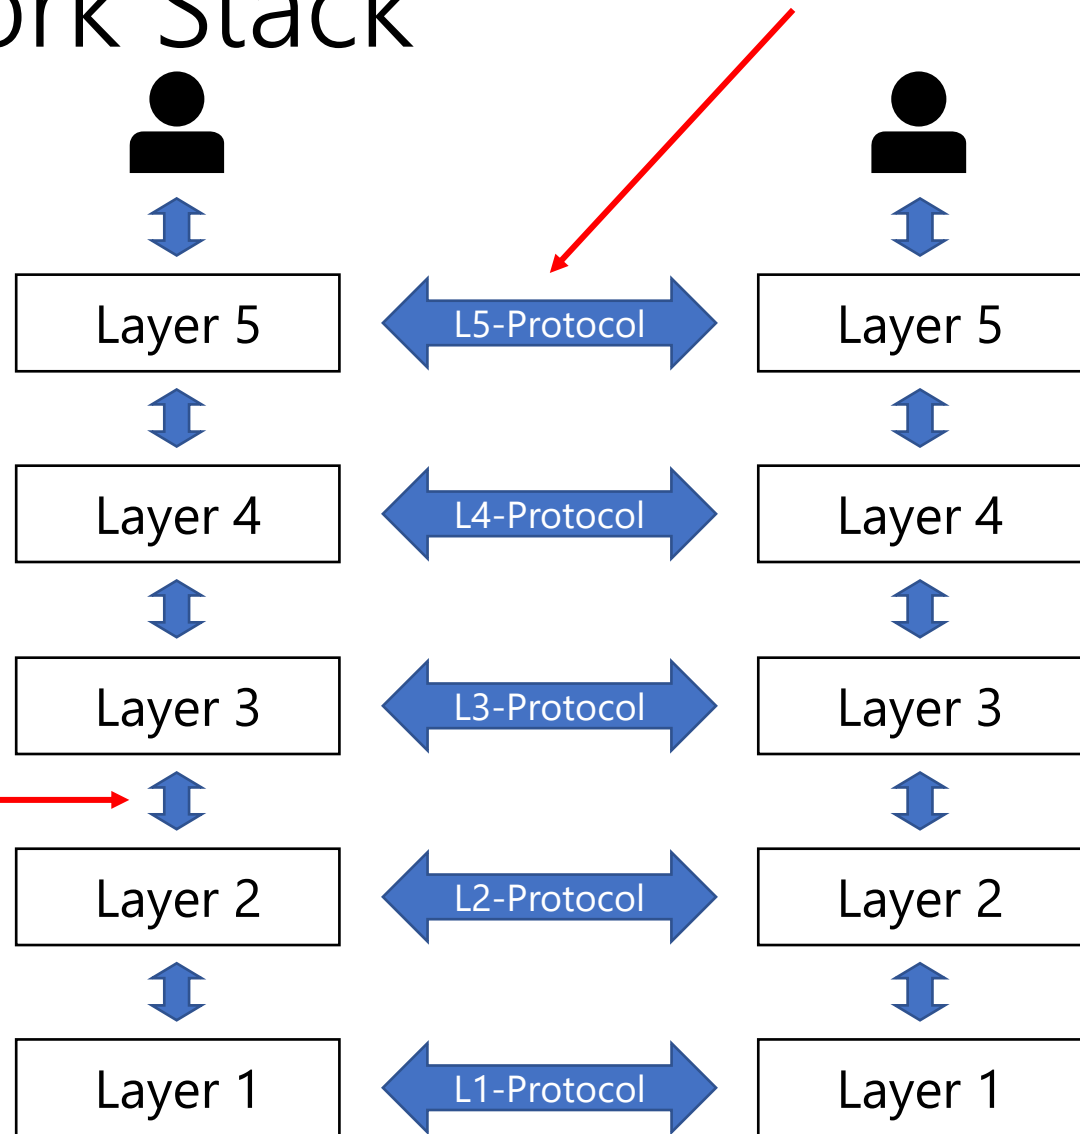 ork Stack
Layer 5
L5-Protocol
Layer 5
Layer 4
L4-Protocol
Layer 4
Layer 3
L3-Protocol
Layer 3
Layer 2
L2-Protocol
Layer 2
Layer 1
L1-Protocol
Layer 1